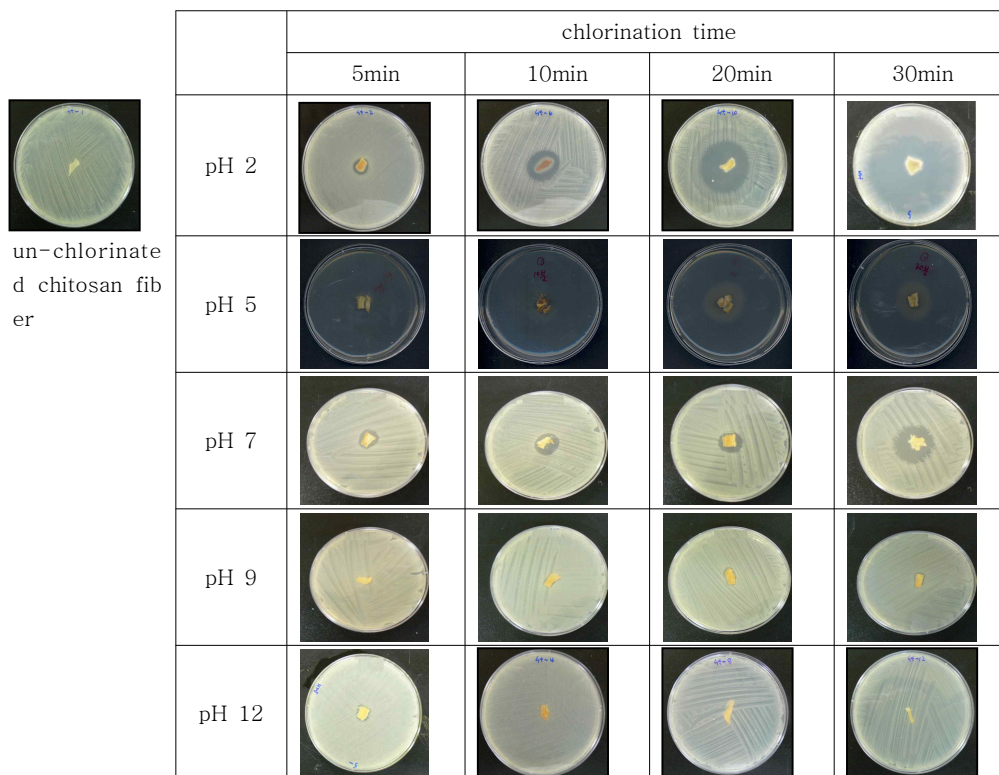 chlorination time
5min 10min 20min 30min
pH 2
un-chlorinate
d chitosan fib
er
pH 5
pH 7
pH 9
pH 12